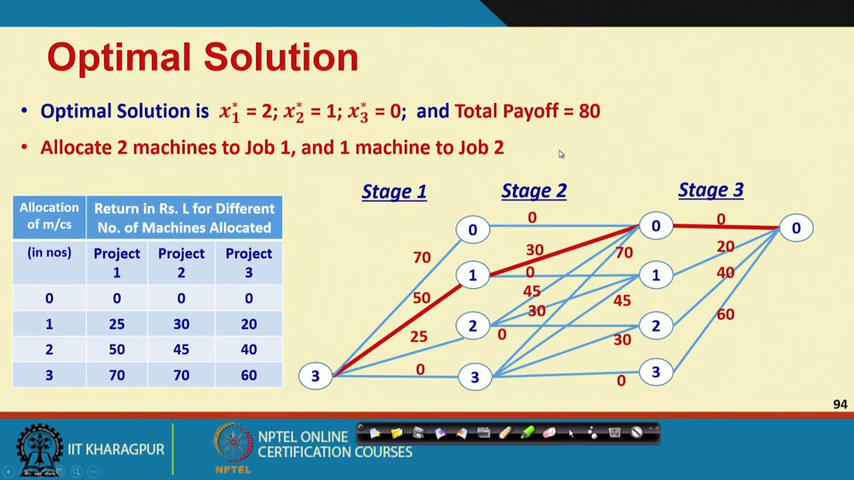 Optimal Solution
• Optimal Solution is x₁* = 2; x₂* = 1; x₃* = 0; and Total Payoff = 80
• Allocate 2 machines to Job 1, and 1 machine to Job 2
Stage 1 Stage 2 Stage 3
Allocation of m/cs Return in Rs. L for Different No. of Machines Allocated
(in nos) Project 1 Project 2 Project 3
0 0 0 0
1 25 30 20
2 50 45 40
3 70 70 60
0 0 0 0 0
70 30 70 20
50 1 0 1 40
45
30 45
25 2 0 30 2 60
3 0 3 0 3
94
IIT KHARAGPUR
NPTEL
NPTEL ONLINE
CERTIFICATION COURSES